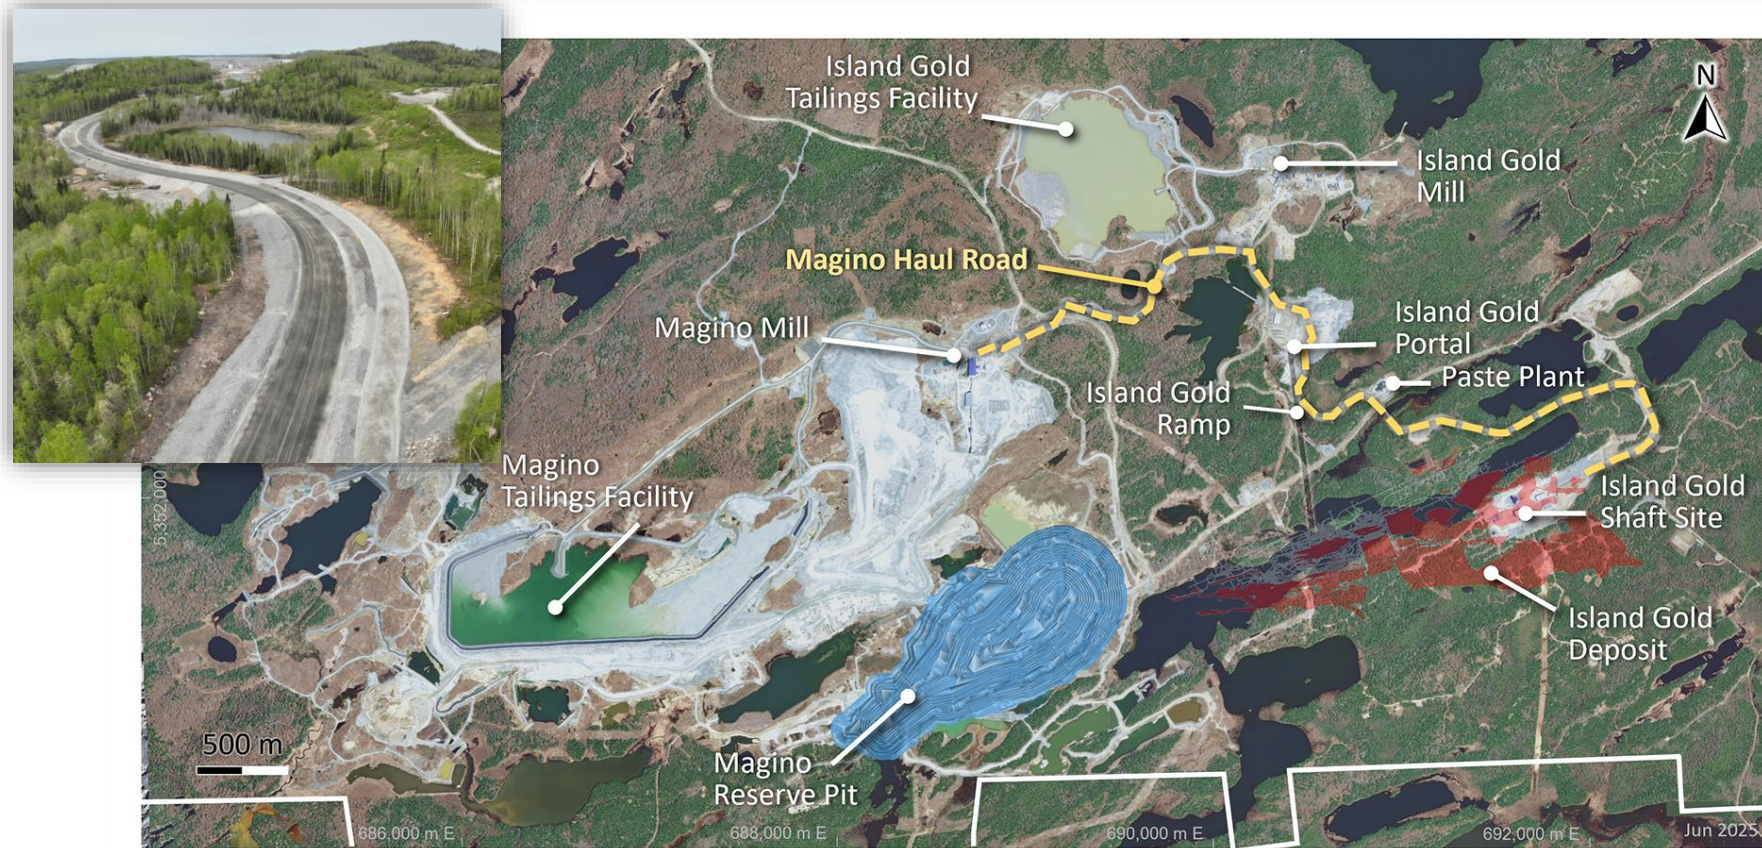 Island Gold
Tailings Facility
N
Island Gold
Mill
Magino Haul Road
Magino Mill
Island Gold
Portal
Paste Plant
Island Gold
Ramp
Magino
Tailings Facility
5,352,000
Island Gold
Shaft Site
Island Gold
Deposit
500 m
Magino
Reserve Pit
686,000 m E
688,000 m E
690,000 m E
692,000 m E
Jun 2025